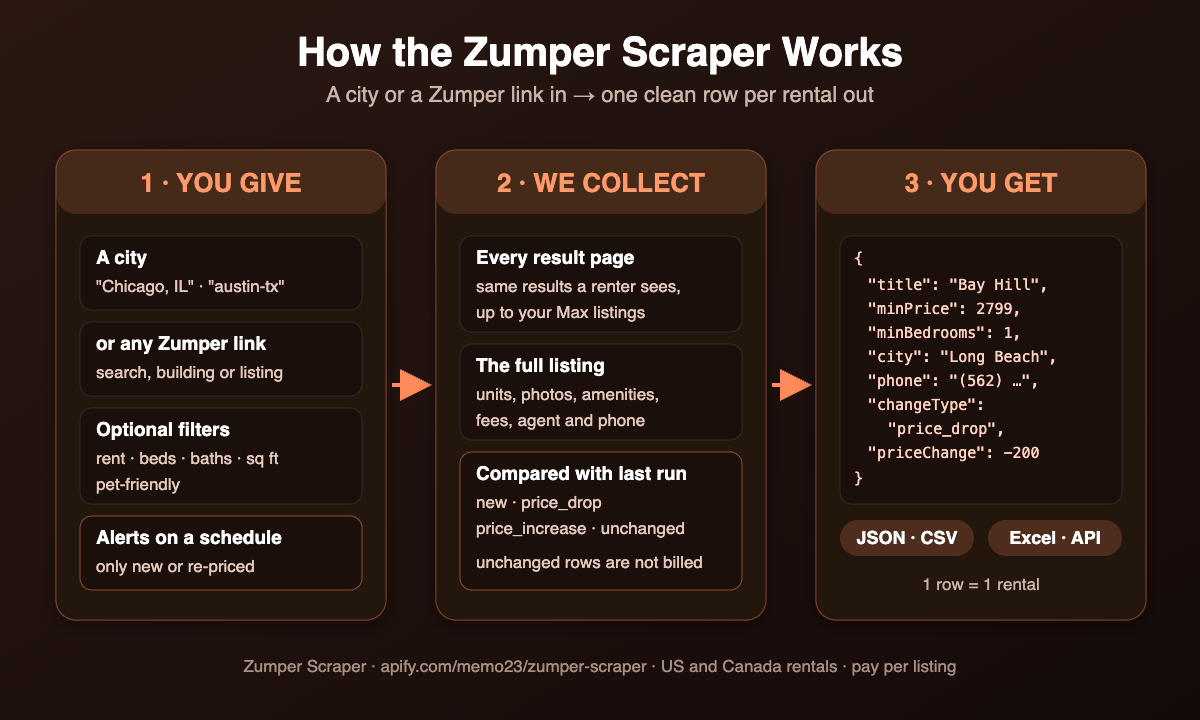 How the Zumper Scraper Works
A city or a Zumper link in → one clean row per rental out
1 · YOU GIVE
A city
"Chicago, IL" · "austin-tx"
or any Zumper link
search, building or listing
Optional filters
rent · beds · baths · sq ft
pet-friendly
Alerts on a schedule
only new or re-priced
2 · WE COLLECT
Every result page
same results a renter sees,
up to your Max listings
The full listing
units, photos, amenities,
fees, agent and phone
Compared with last run
new · price_drop
price_increase · unchanged
unchanged rows are not billed
3 · YOU GET
{
"title": "Bay Hill",
"minPrice": 2799,
"minBedrooms": 1,
"city": "Long Beach",
"phone": "(562) …",
"changeType":
"price_drop",
"priceChange": −200
}
JSON · CSV
Excel · API
1 row = 1 rental
Zumper Scraper · apify.com/memo23/zumper-scraper · US and Canada rentals · pay per listing